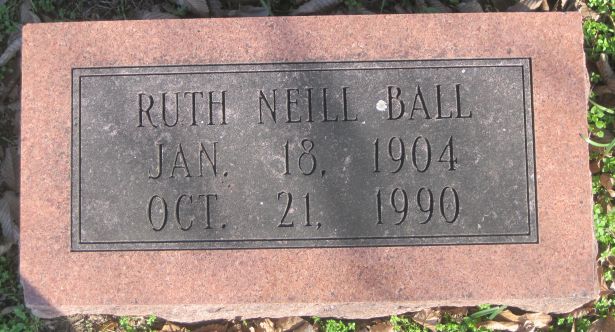 RUTH NEILL BALL
JAN. 18, 1904
OCT. 21, 1990